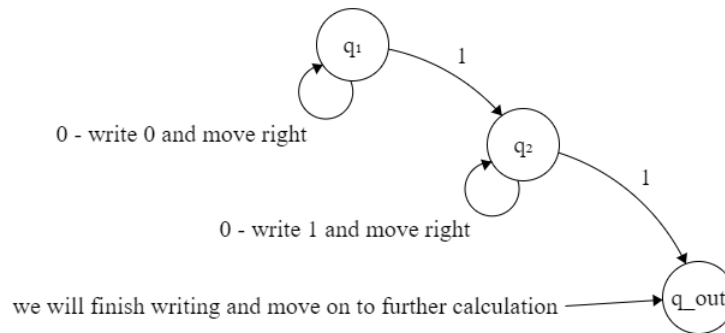 q1
1
0 - write 0 and move right
q2
1
0 - write 1 and move right
q_out
we will finish writing and move on to further calculation